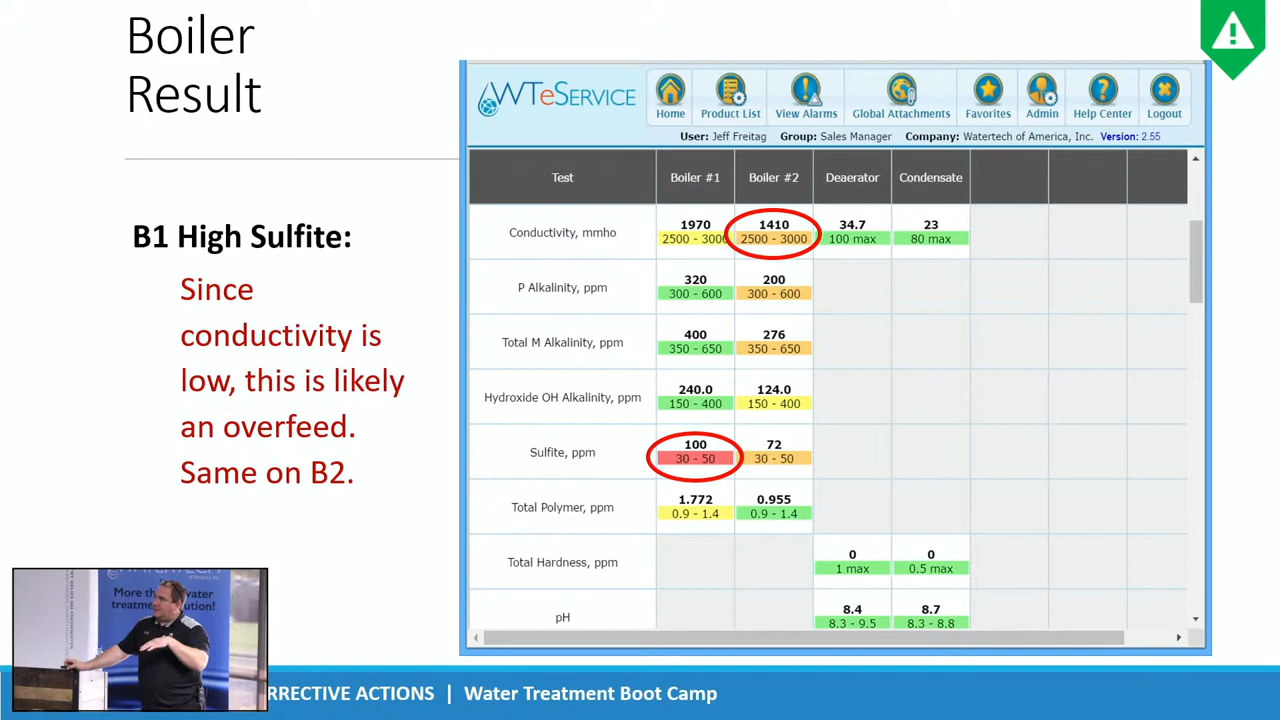 Boiler
Result
B1 High Sulfite:
Since
conductivity is
low, this is likely
an overfeed.
Same on B2.
WTeService
Home Product List View Alarms Global Attachments Favorites Admin Help Center Logout
User: Jeff Freitag Group: Sales Manager Company: Watertech of America, Inc. Version: 2.55
Test Boiler #1 Boiler #2 Deaerator Condensate
Conductivity, mmho 1970 1410 34.7 23
2500 - 3000 2500 - 3000 100 max 80 max
P Alkalinity, ppm 320 200
300 - 600 300 - 600
Total M Alkalinity, ppm 400 276
350 - 650 350 - 650
Hydroxide OH Alkalinity, ppm 240.0 124.0
150 - 400 150 - 400
Sulfite, ppm 100 72
30 - 50 30 - 50
Total Polymer, ppm 1.772 0.955
0.9 - 1.4 0.9 - 1.4
Total Hardness, ppm 0 0
1 max 0.5 max
pH 8.4 8.7
8.3 - 9.5 8.3 - 8.8
WATERTECH
More th water
treatment ution!
RRECTIVE ACTIONS | Water Treatment Boot Camp